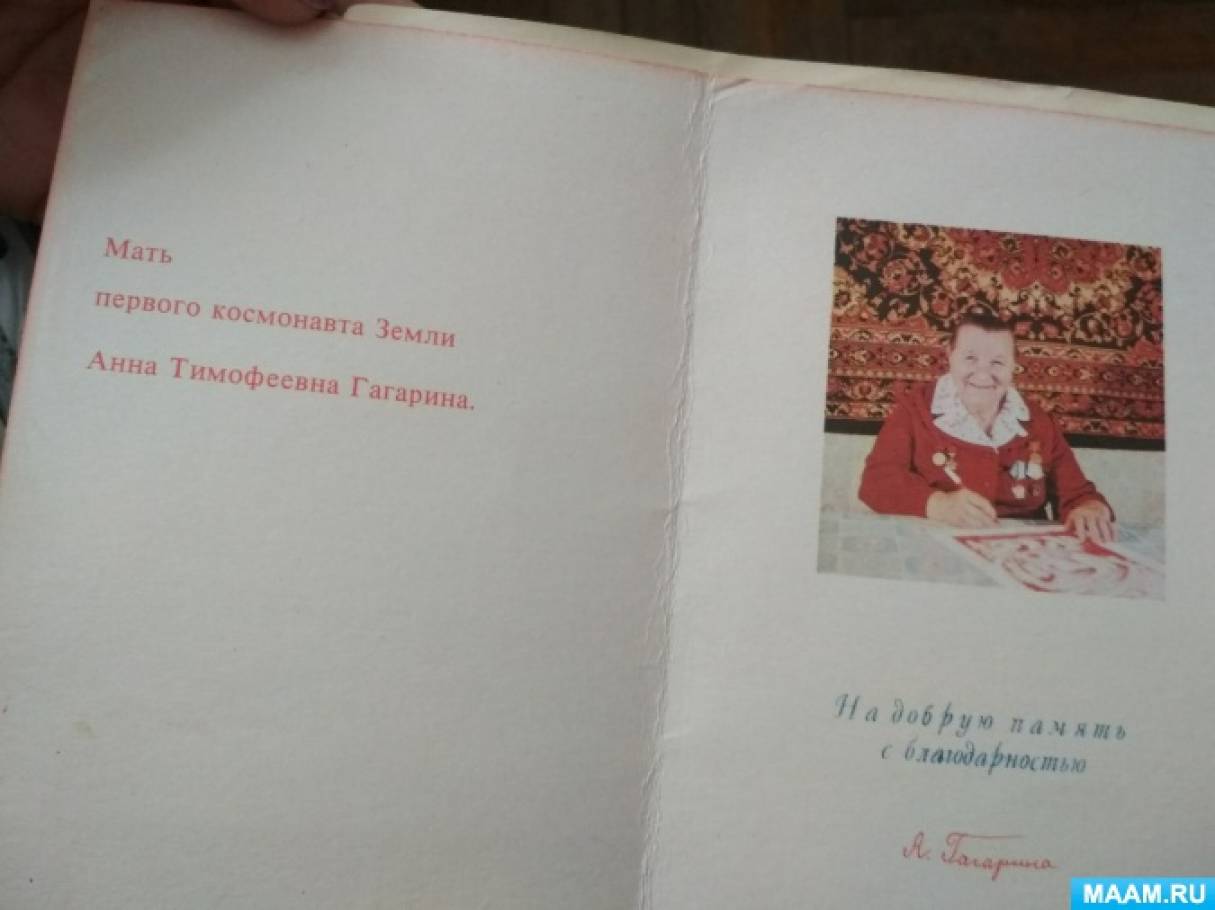 Мать
первого космонавта Земли
Анна Тимофеевна Гагарина.
На добрую память
с благодарностью
А. Гагарина
MAAM.RU